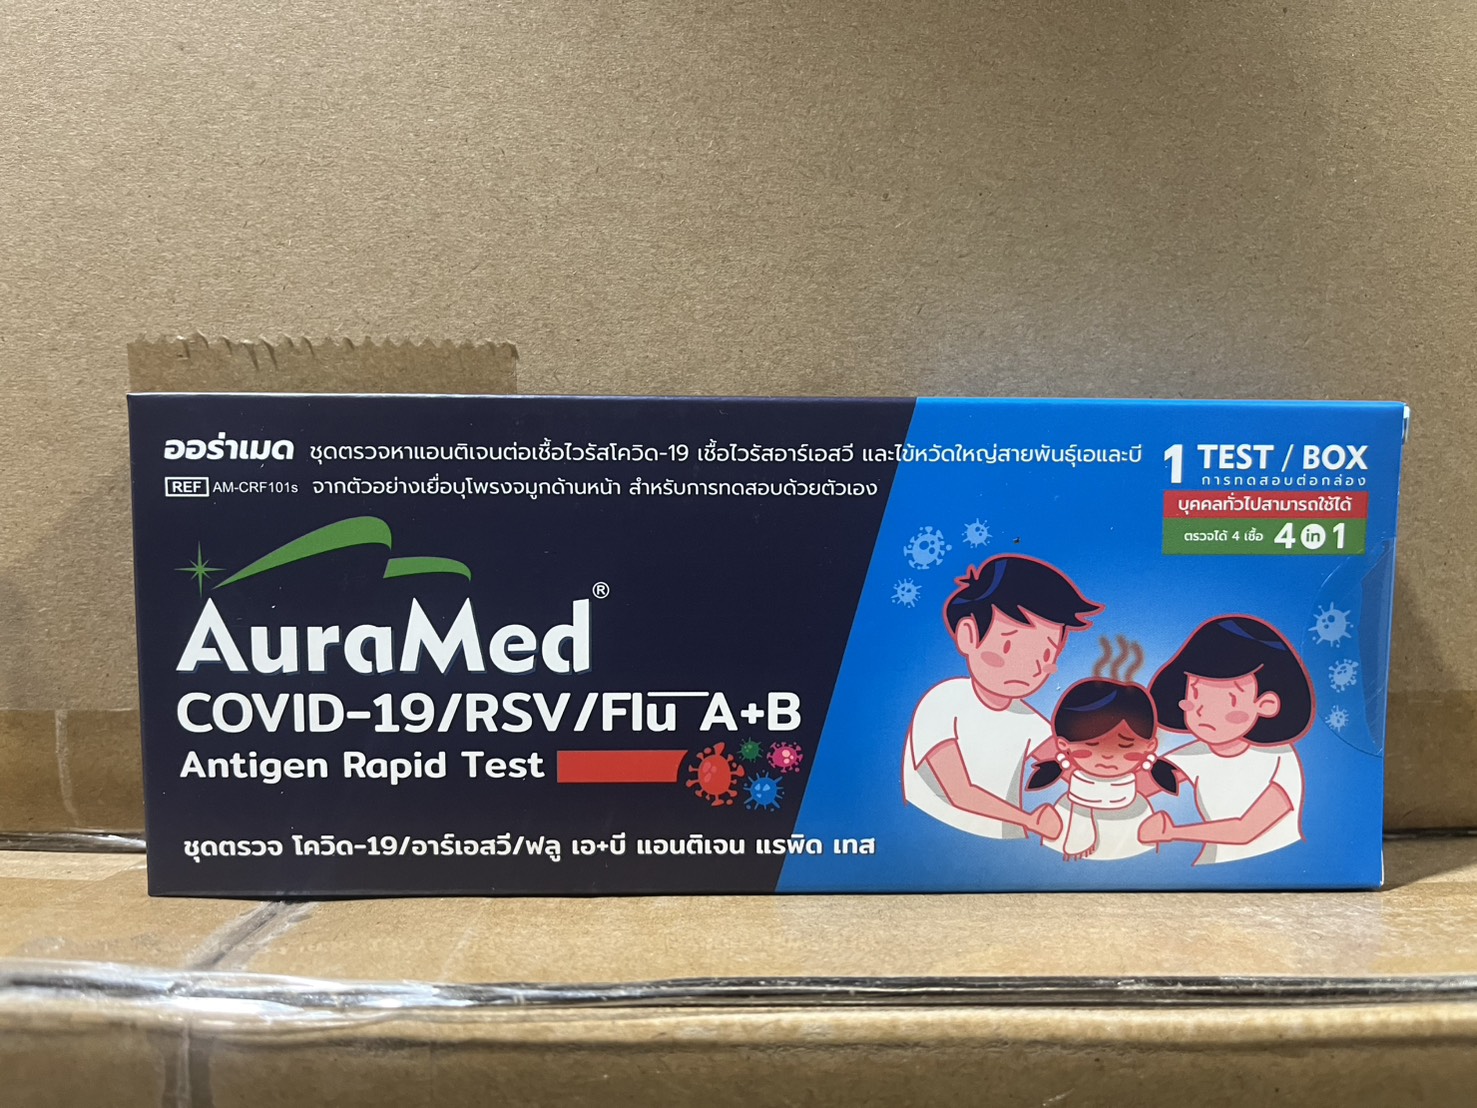 ออร่าเมด ชุดตรวจหาแอนติเจนต่อเชื้อไวรัสโควิด-19 เชื้อไวรัสอาร์เอสวี และไข้หวัดใหญ่สายพันธุ์เอและบี
REF AM-CRF101s จากตัวอย่างเยื่อบุโพรงจมูกด้านหน้า สำหรับการทดสอบด้วยตัวเอง
1 TEST / BOX
การทดสอบต่อกล่อง
บุคคลทั่วไปสามารถใช้ได้
ตรวจได้ 4 เชื้อ 4 in 1
AuraMed®
COVID-19/RSV/Flu A+B
Antigen Rapid Test
ชุดตรวจ โควิด-19/อาร์เอสวี/ฟลู เอ+บี แอนติเจน แรพิด เทส